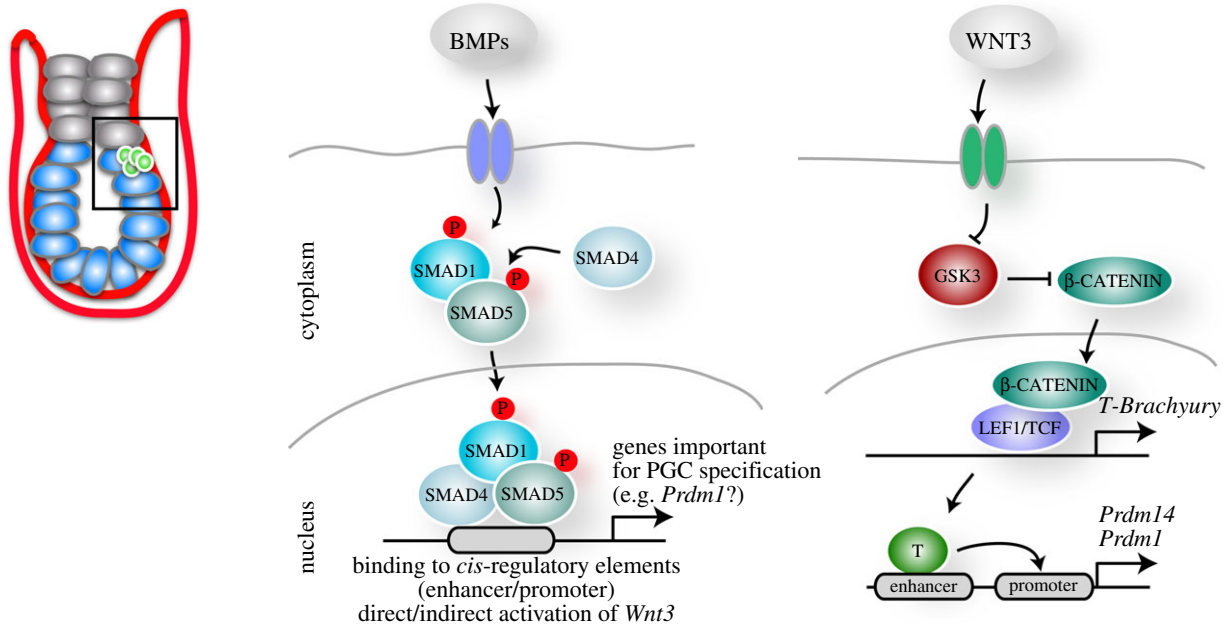 BMPs
cytoplasm
P
SMAD1
P
SMAD4
SMAD5
nucleus
P
SMAD1
P
SMAD4
SMAD5
genes important
for PGC specification
(e.g. Prdm1?)
binding to cis-regulatory elements
(enhancer/promoter)
direct/indirect activation of Wnt3
WNT3
GSK3
β-CATENIN
β-CATENIN
LEF1/TCF
T-Brachyury
T
enhancer
promoter
Prdm14
Prdm1